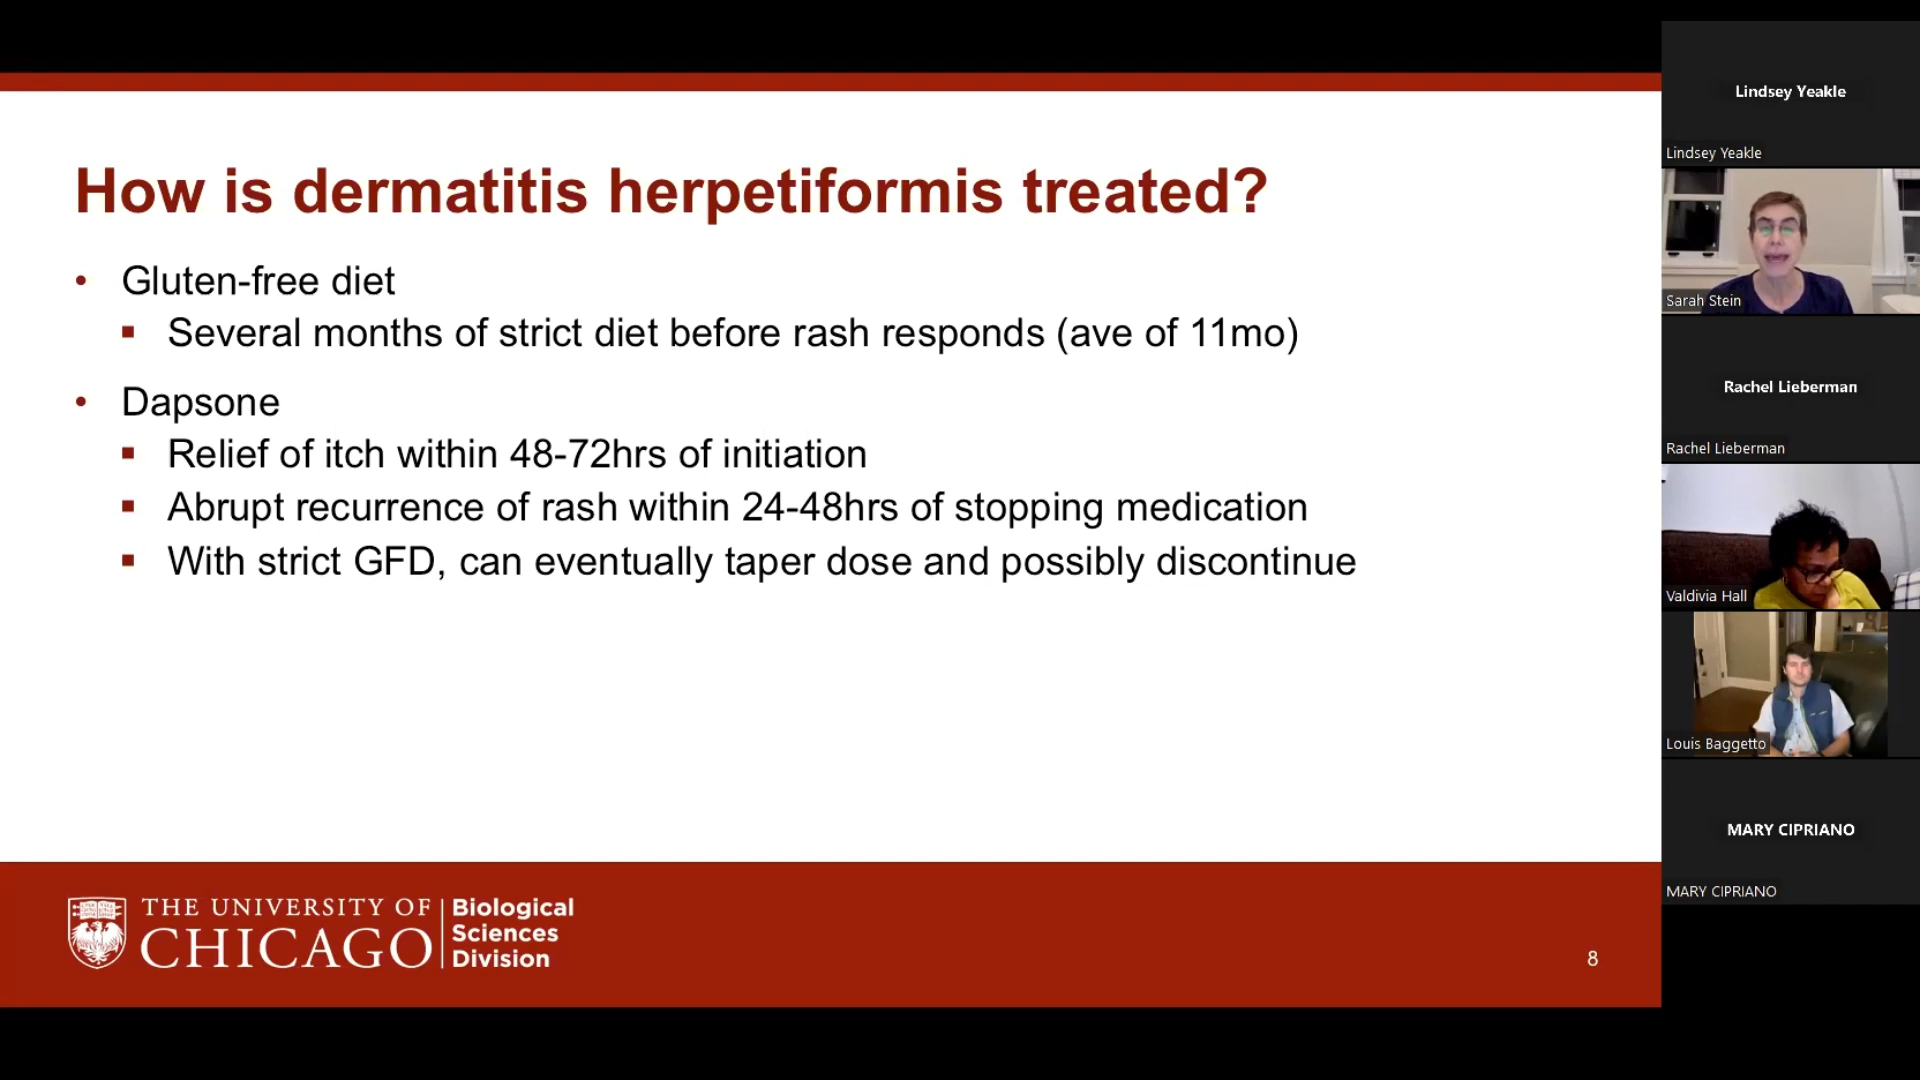 How is dermatitis herpetiformis treated?
• Gluten-free diet
▪ Several months of strict diet before rash responds (ave of 11mo)
• Dapsone
▪ Relief of itch within 48-72hrs of initiation
▪ Abrupt recurrence of rash within 24-48hrs of stopping medication
▪ With strict GFD, can eventually taper dose and possibly discontinue
THE UNIVERSITY OF
CHICAGO
Biological
Sciences
Division
8
Lindsey Yeakle
Lindsey Yeakle
Sarah Stein
Rachel Lieberman
Rachel Lieberman
Valdivia Hall
Louis Baggetto
MARY CIPRIANO
MARY CIPRIANO